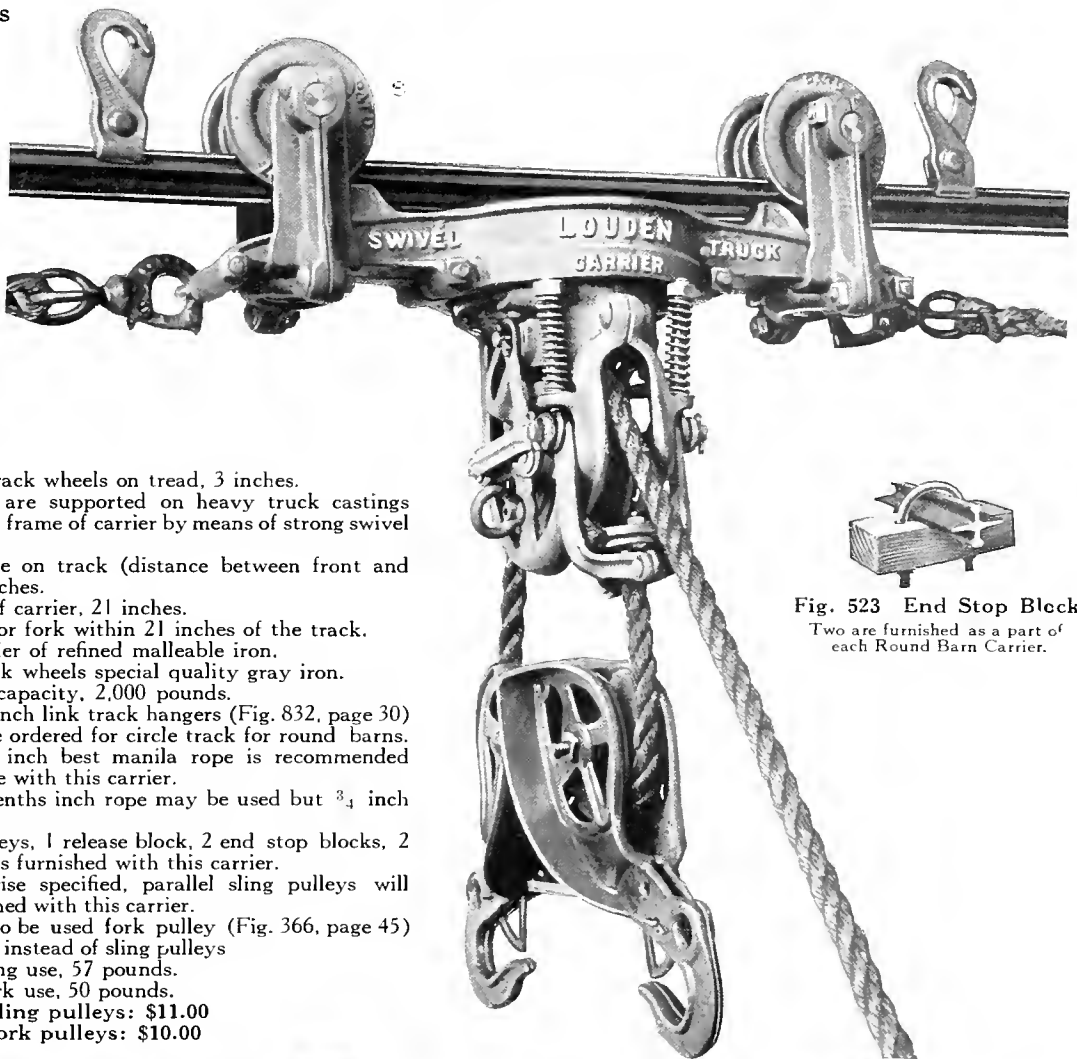 s
PAT'D
SWIVEL LOUDEN TRUCK
CARRIER
rack wheels on tread, 3 inches.
are supported on heavy truck castings
frame of carrier by means of strong swivel
e on track (distance between front and
ches.
f carrier, 21 inches.
or fork within 21 inches of the track.
ier of refined malleable iron.
k wheels special quality gray iron.
capacity, 2,000 pounds.
nch link track hangers (Fig. 832, page 30)
e ordered for circle track for round barns.
inch best manila rope is recommended
e with this carrier.
enths inch rope may be used but ¾ inch
eys, 1 release block, 2 end stop blocks, 2
s furnished with this carrier.
ise specified, parallel sling pulleys will
ned with this carrier.
o be used fork pulley (Fig. 366, page 45)
instead of sling pulleys
ng use, 57 pounds.
rk use, 50 pounds.
ling pulleys: $11.00
ork pulleys: $10.00
Fig. 523 End Stop Block
Two are furnished as a part of
each Round Barn Carrier.